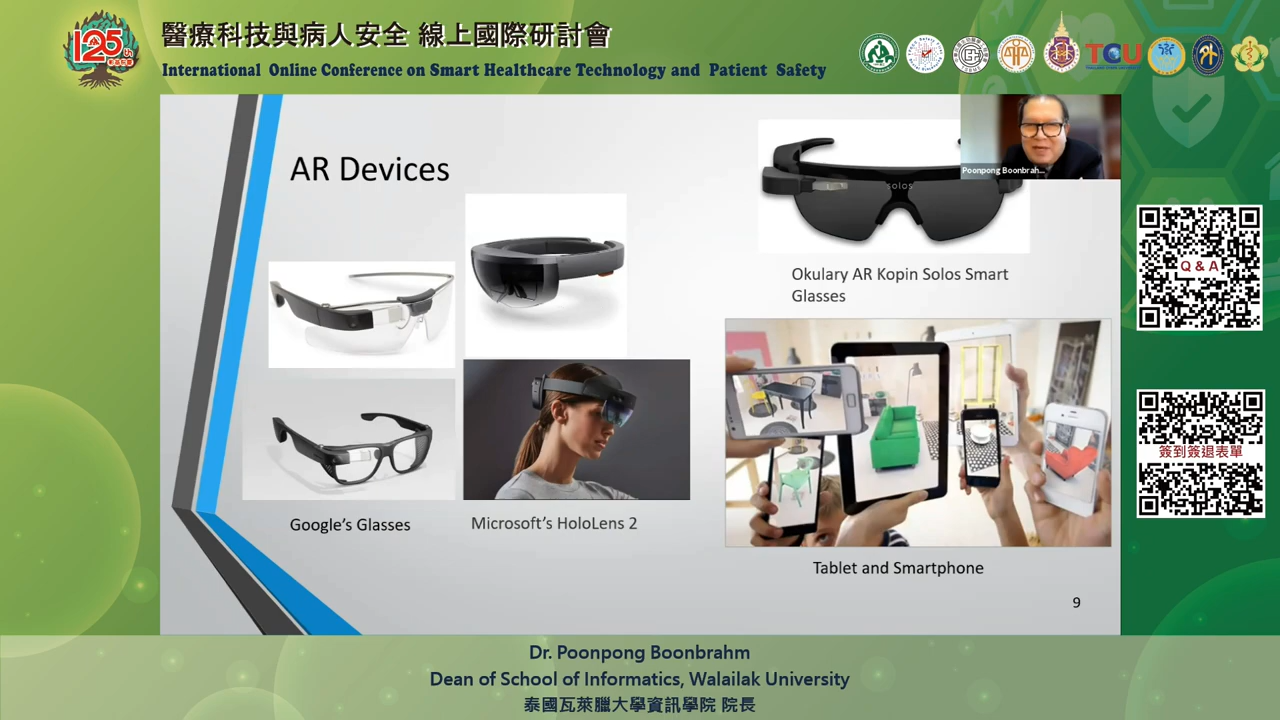 125th
醫療科技與病人安全 線上國際研討會
International Online Conference on Smart Healthcare Technology and Patient Safety
TCU
AR Devices
Poonpong Boonbrah...
solos
Okulary AR Kopin Solos Smart
Glasses
Q & A
Google's Glasses
Microsoft's HoloLens 2
簽到簽退表單
Tablet and Smartphone
9
Dr. Poonpong Boonbrahm
Dean of School of Informatics, Walailak University
泰國瓦萊臘大學資訊學院 院長